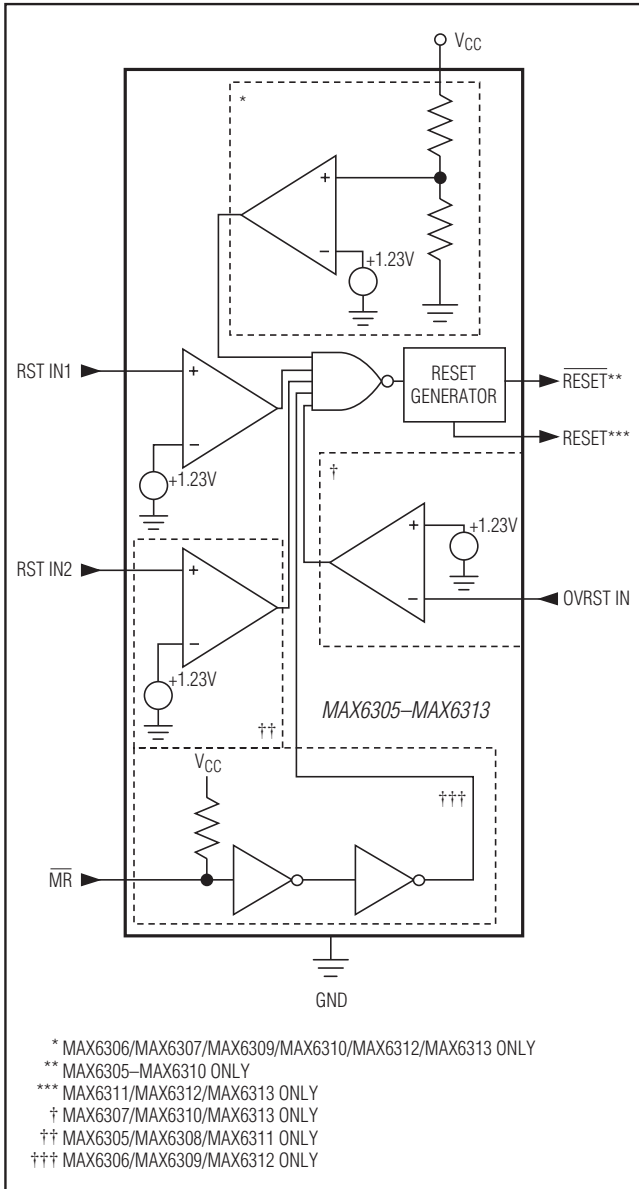 VCC
*
+
−
+1.23V
RST IN1
+
−
+1.23V
RESET
GENERATOR
RESET**
RESET***
†
+
+1.23V
−
OVRST IN
RST IN2
+
−
+1.23V
††
MAX6305–MAX6313
VCC
†††
MR
GND
* MAX6306/MAX6307/MAX6309/MAX6310/MAX6312/MAX6313 ONLY
** MAX6305–MAX6310 ONLY
*** MAX6311/MAX6312/MAX6313 ONLY
† MAX6307/MAX6310/MAX6313 ONLY
†† MAX6305/MAX6308/MAX6311 ONLY
††† MAX6306/MAX6309/MAX6312 ONLY